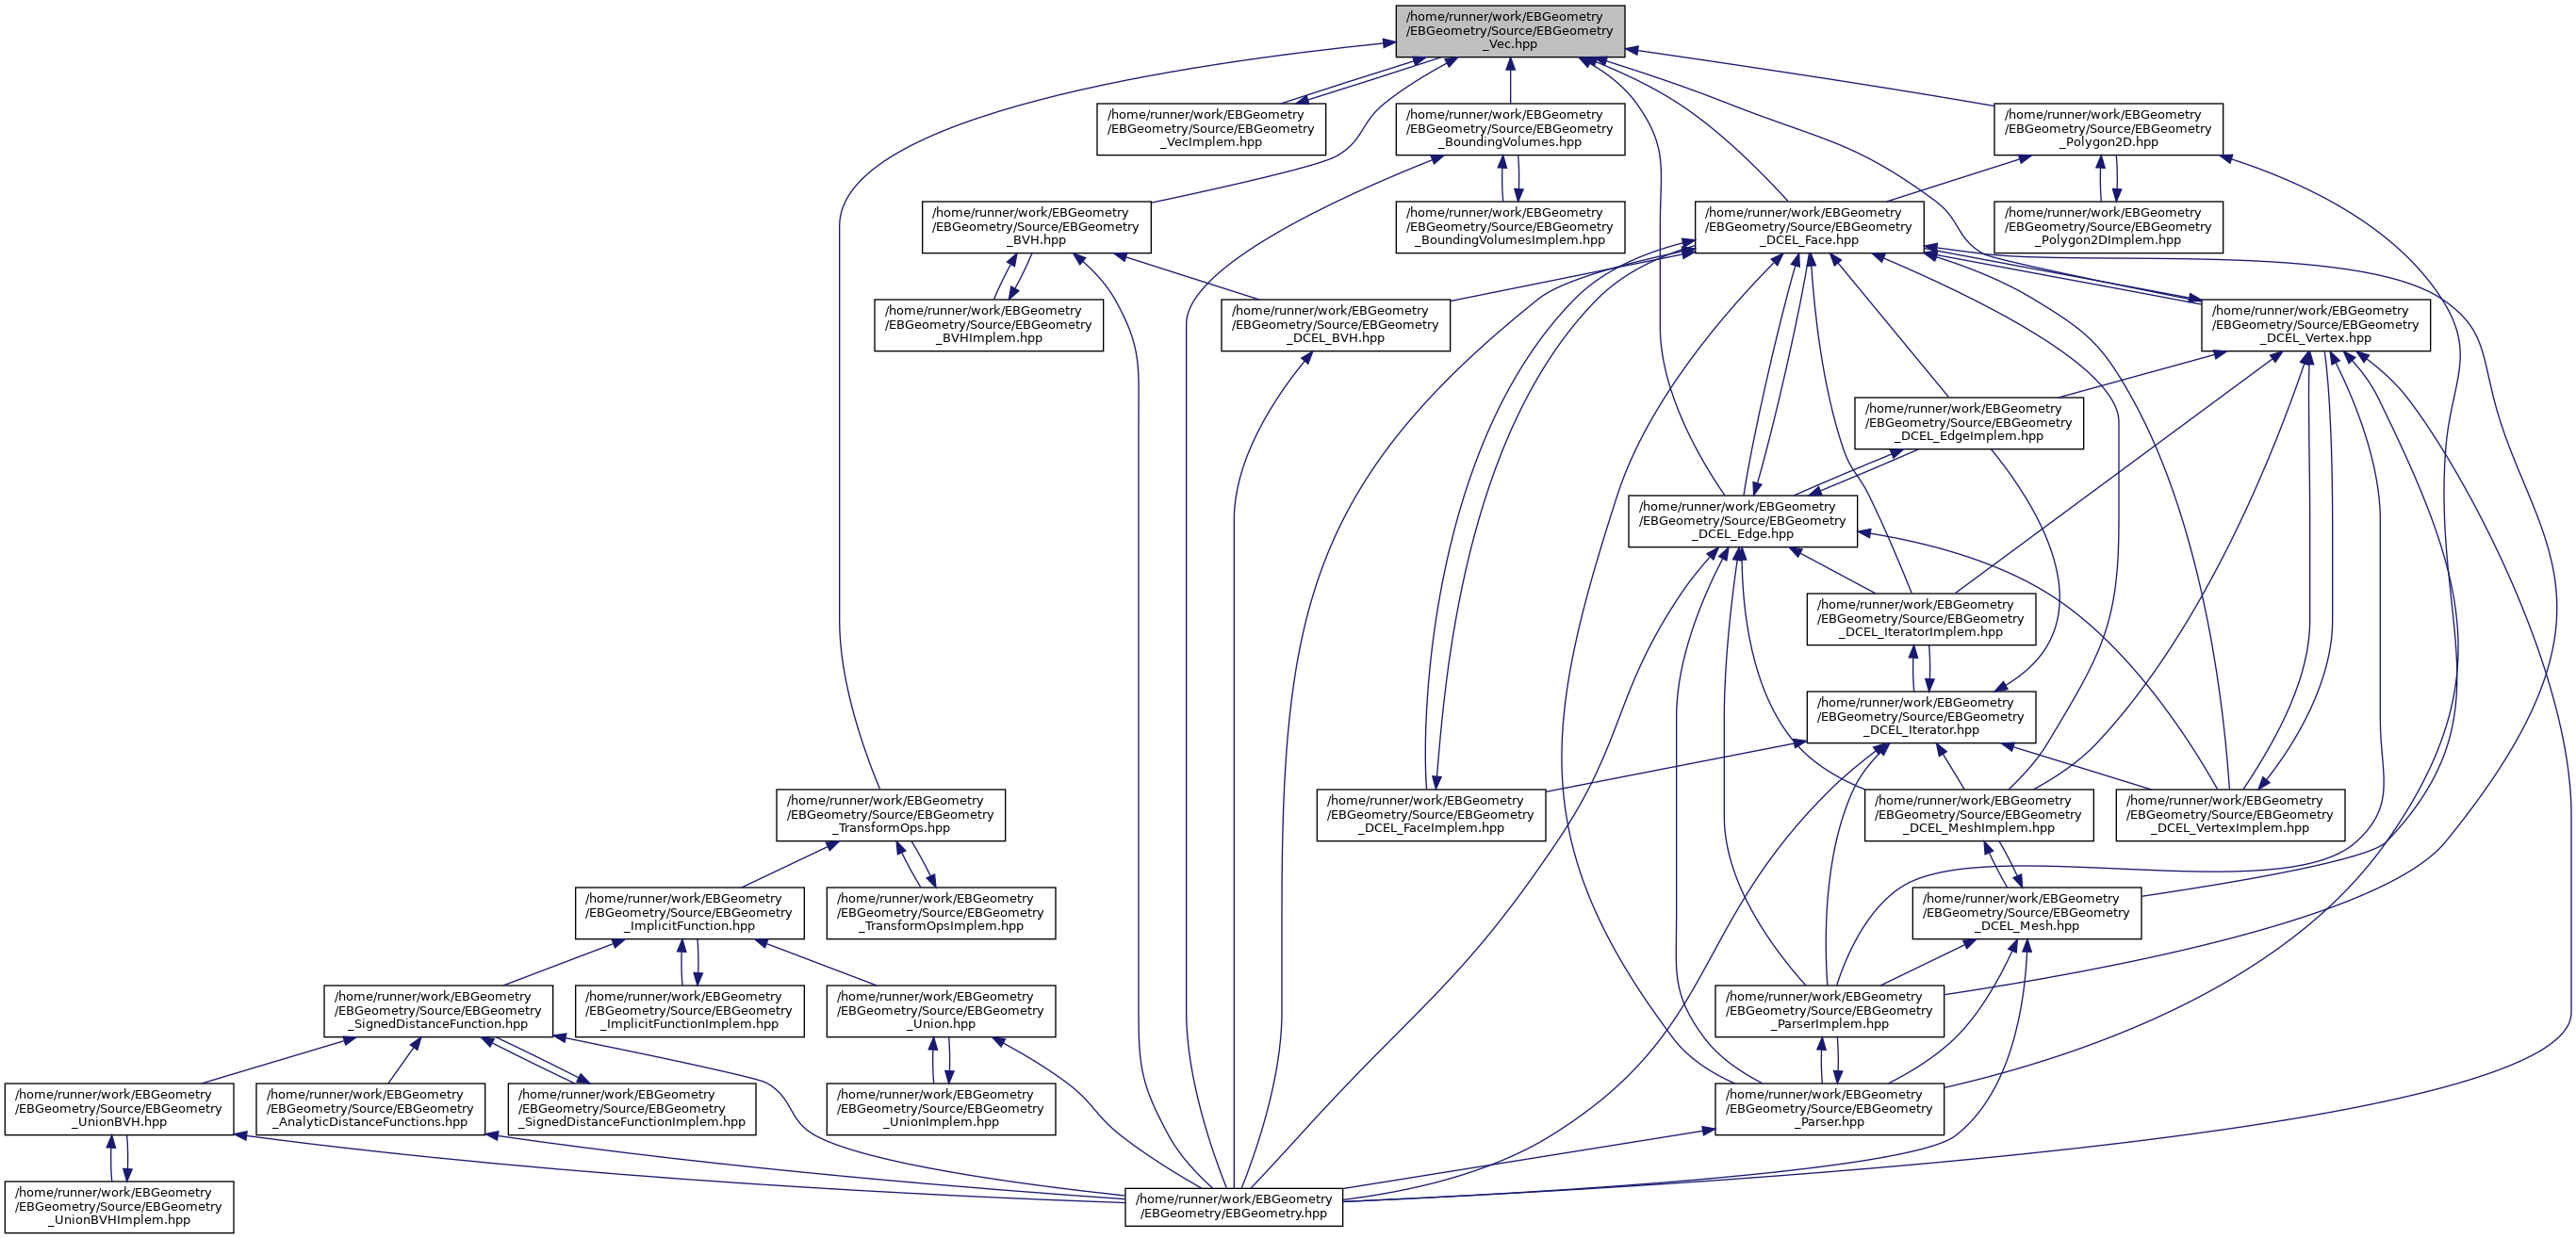 /home/runner/work/EBGeometry
/EBGeometry/Source/EBGeometry
_Vec.hpp
/home/runner/work/EBGeometry
/EBGeometry/Source/EBGeometry
_VecImplem.hpp
/home/runner/work/EBGeometry
/EBGeometry/Source/EBGeometry
_BoundingVolumes.hpp
/home/runner/work/EBGeometry
/EBGeometry/Source/EBGeometry
_Polygon2D.hpp
/home/runner/work/EBGeometry
/EBGeometry/Source/EBGeometry
_BVH.hpp
/home/runner/work/EBGeometry
/EBGeometry/Source/EBGeometry
_BoundingVolumesImplem.hpp
/home/runner/work/EBGeometry
/EBGeometry/Source/EBGeometry
_DCEL_Face.hpp
/home/runner/work/EBGeometry
/EBGeometry/Source/EBGeometry
_Polygon2DImplem.hpp
/home/runner/work/EBGeometry
/EBGeometry/Source/EBGeometry
_BVHImplem.hpp
/home/runner/work/EBGeometry
/EBGeometry/Source/EBGeometry
_DCEL_BVH.hpp
/home/runner/work/EBGeometry
/EBGeometry/Source/EBGeometry
_DCEL_Vertex.hpp
/home/runner/work/EBGeometry
/EBGeometry/Source/EBGeometry
_DCEL_EdgeImplem.hpp
/home/runner/work/EBGeometry
/EBGeometry/Source/EBGeometry
_DCEL_Edge.hpp
/home/runner/work/EBGeometry
/EBGeometry/Source/EBGeometry
_DCEL_IteratorImplem.hpp
/home/runner/work/EBGeometry
/EBGeometry/Source/EBGeometry
_DCEL_Iterator.hpp
/home/runner/work/EBGeometry
/EBGeometry/Source/EBGeometry
_TransformOps.hpp
/home/runner/work/EBGeometry
/EBGeometry/Source/EBGeometry
_DCEL_FaceImplem.hpp
/home/runner/work/EBGeometry
/EBGeometry/Source/EBGeometry
_DCEL_MeshImplem.hpp
/home/runner/work/EBGeometry
/EBGeometry/Source/EBGeometry
_DCEL_VertexImplem.hpp
/home/runner/work/EBGeometry
/EBGeometry/Source/EBGeometry
_ImplicitFunction.hpp
/home/runner/work/EBGeometry
/EBGeometry/Source/EBGeometry
_TransformOpsImplem.hpp
/home/runner/work/EBGeometry
/EBGeometry/Source/EBGeometry
_DCEL_Mesh.hpp
/home/runner/work/EBGeometry
/EBGeometry/Source/EBGeometry
_SignedDistanceFunction.hpp
/home/runner/work/EBGeometry
/EBGeometry/Source/EBGeometry
_ImplicitFunctionImplem.hpp
/home/runner/work/EBGeometry
/EBGeometry/Source/EBGeometry
_Union.hpp
/home/runner/work/EBGeometry
/EBGeometry/Source/EBGeometry
_ParserImplem.hpp
/home/runner/work/EBGeometry
/EBGeometry/Source/EBGeometry
_UnionBVH.hpp
/home/runner/work/EBGeometry
/EBGeometry/Source/EBGeometry
_AnalyticDistanceFunctions.hpp
/home/runner/work/EBGeometry
/EBGeometry/Source/EBGeometry
_SignedDistanceFunctionImplem.hpp
/home/runner/work/EBGeometry
/EBGeometry/Source/EBGeometry
_UnionImplem.hpp
/home/runner/work/EBGeometry
/EBGeometry/Source/EBGeometry
_Parser.hpp
/home/runner/work/EBGeometry
/EBGeometry/Source/EBGeometry
_UnionBVHImplem.hpp
/home/runner/work/EBGeometry
/EBGeometry/EBGeometry.hpp